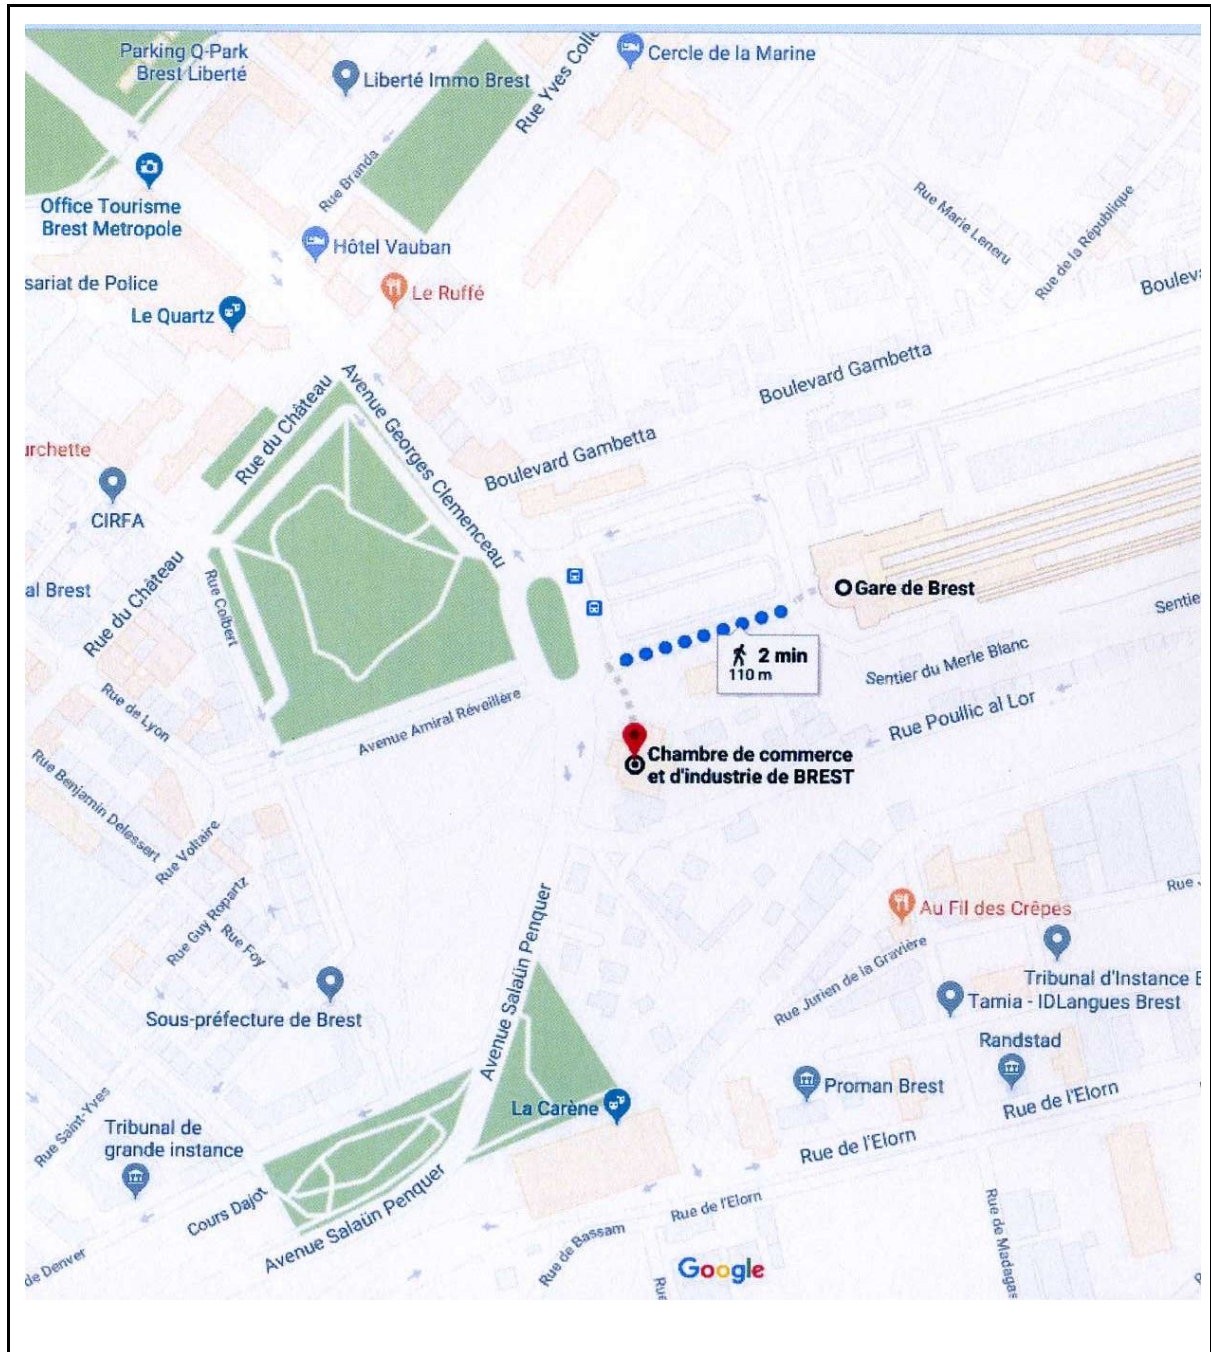 Parking Q-Park
Brest Liberté
Liberté Immo Brest
Rue Yves Colle
Cercle de la Marine
Rue Branda
Office Tourisme
Brest Metropole
Rue Marie Leneru
Rue de la République
Hôtel Vauban
sariat de Police
Le Ruffé
Boulev
Le Quartz
Boulevard Gambetta
Rue du Château
Avenue Georges Clemenceau
urchette
Boulevard Gambetta
CIRFA
al Brest
Rue du Château
Rue Colbert
Gare de Brest
Sentie
2 min
110 m
Sentier du Merle Blanc
Rue de Lyon
Avenue Amiral Réveillère
Rue Poullic al Lor
Chambre de commerce
et d'industrie de BREST
Rue Benjamin Delessert
Rue Voltaire
Rue Guy Ropartz
Rue Foy
Avenue Salaün Penquer
Rue
Au Fil des Crêpes
Rue Jurien de la Gravière
Tribunal d'Instance B
Tamia - IDLangues Brest
Sous-préfecture de Brest
Randstad
Proman Brest
La Carène
Rue de l'Elorn
Rue Saint-Yves
Tribunal de
grande instance
Rue de l'Elorn
Cours Dajot
Avenue Salaün Penquer
Rue de l'Elorn
Rue de Bassam
Rue de Madagas
de Denver
Rue
Google